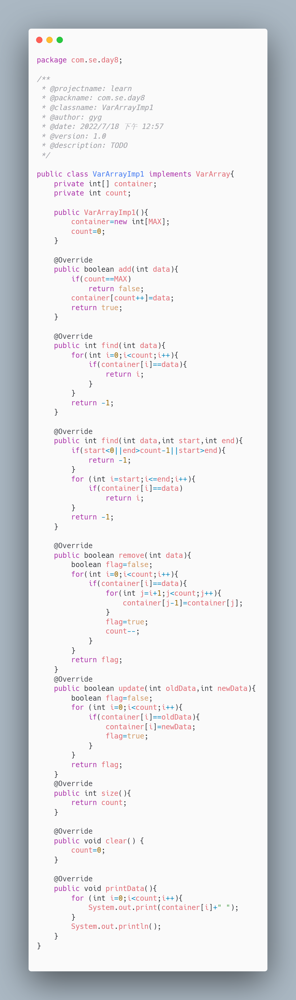 package com.se.day8;
/**
 * @projectname: learn
 * @packname: com.se.day8
 * @classname: VarArrayImp1
 * @author: gyg
 * @date: 2022/7/18 下午 12:57
 * @version: 1.0
 * @description: TODO
 */
public class VarArrayImp1 implements VarArray{
    private int[] container;
    private int count;
    public VarArrayImp1(){
        container=new int[MAX];
        count=0;
    }
    @Override
    public boolean add(int data){
        if(count==MAX)
            return false;
        container[count++]=data;
        return true;
    }
    @Override
    public int find(int data){
        for(int i=0;i<count;i++){
            if(container[i]==data){
                return i;
            }
        }
        return -1;
    }
    @Override
    public int find(int data,int start,int end){
        if(start<0||end>count-1||start>end){
            return -1;
        }
        for (int i=start;i<=end;i++){
            if(container[i]==data)
                return i;
        }
        return -1;
    }
    @Override
    public boolean remove(int data){
        boolean flag=false;
        for(int i=0;i<count;i++){
            if(container[i]==data){
                for(int j=i+1;j<count;j++){
                    container[j-1]=container[j];
                }
                flag=true;
                count--;
            }
        }
        return flag;
    }
    @Override
    public boolean update(int oldData,int newData){
        boolean flag=false;
        for (int i=0;i<count;i++){
            if(container[i]==oldData){
                container[i]=newData;
                flag=true;
            }
        }
        return flag;
    }
    @Override
    public int size(){
        return count;
    }
    @Override
    public void clear() {
        count=0;
    }
    @Override
    public void printData(){
        for (int i=0;i<count;i++){
            System.out.print(container[i]+" ");
        }
        System.out.println();
    }
}